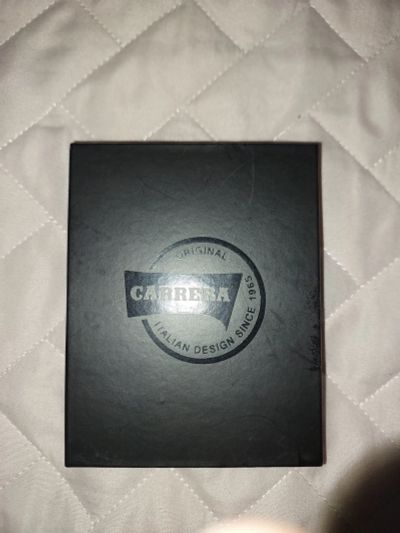 ORIGINAL
CARRERA
ITALIAN DESIGN SINCE 1965